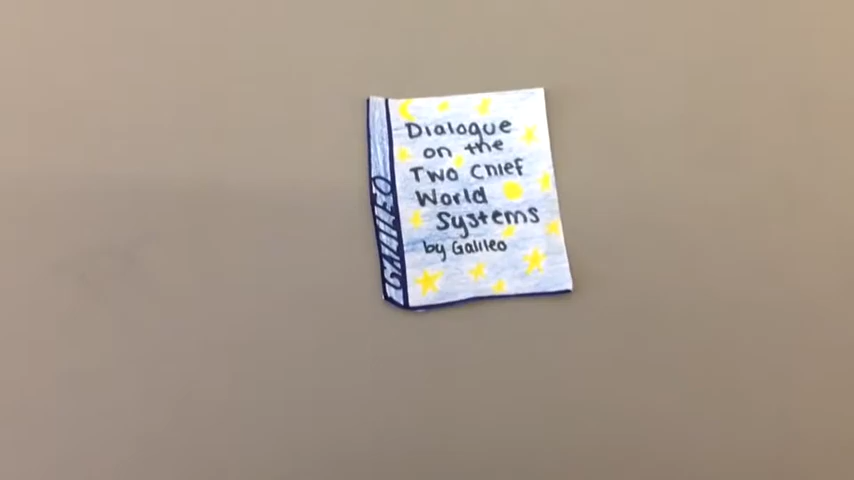 GALILEO
Dialogue
on the
Two Chief
World
Systems
by Galileo